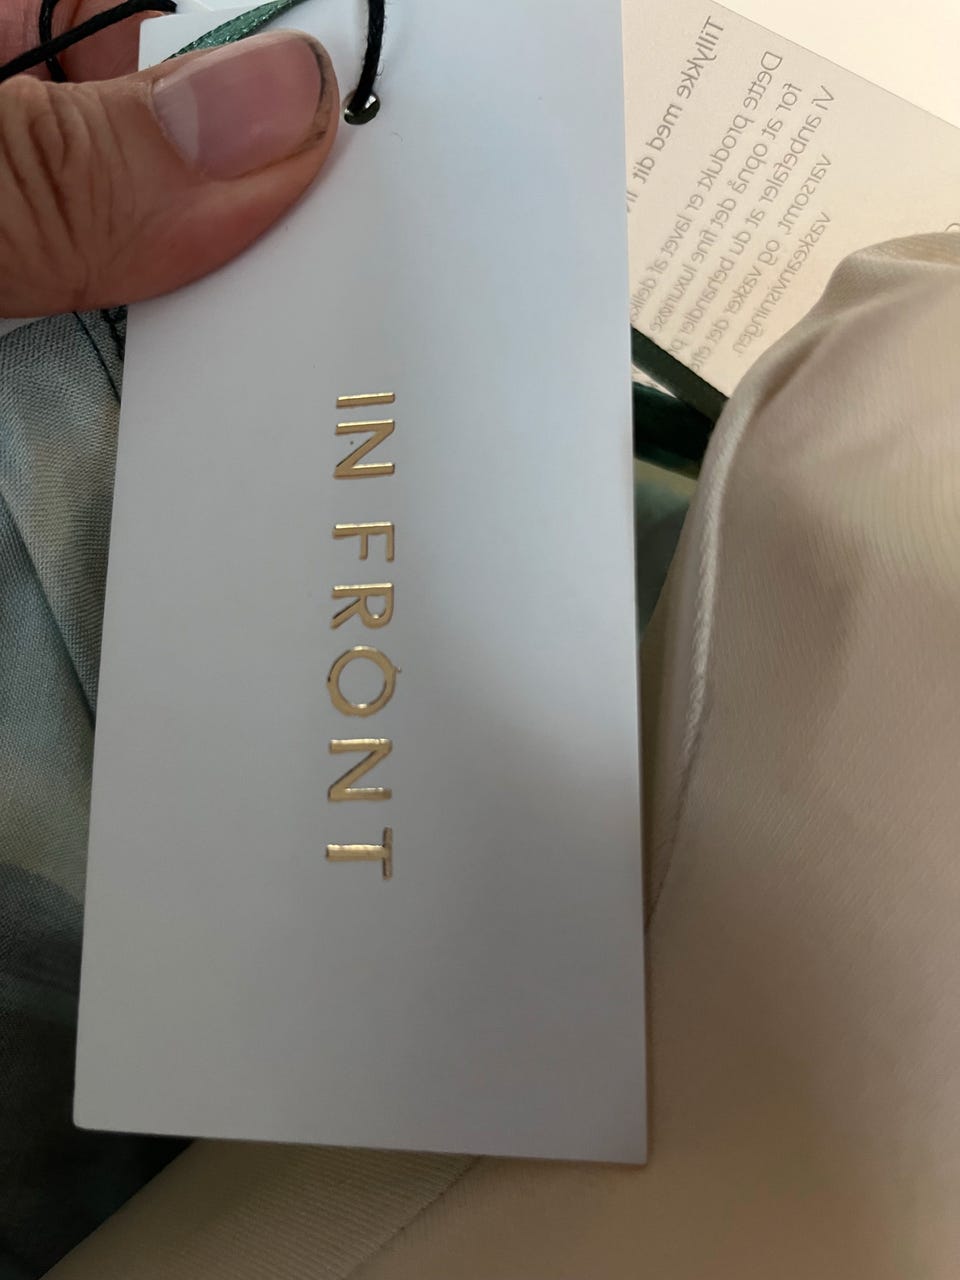 IN FRONT
Tillykke med dit
Dette produkt er lavet af
for at opnå det fine luxuriøse
Vi anbefaler at du behandler
varsomt, og vasker det
vaskeanvisningen.